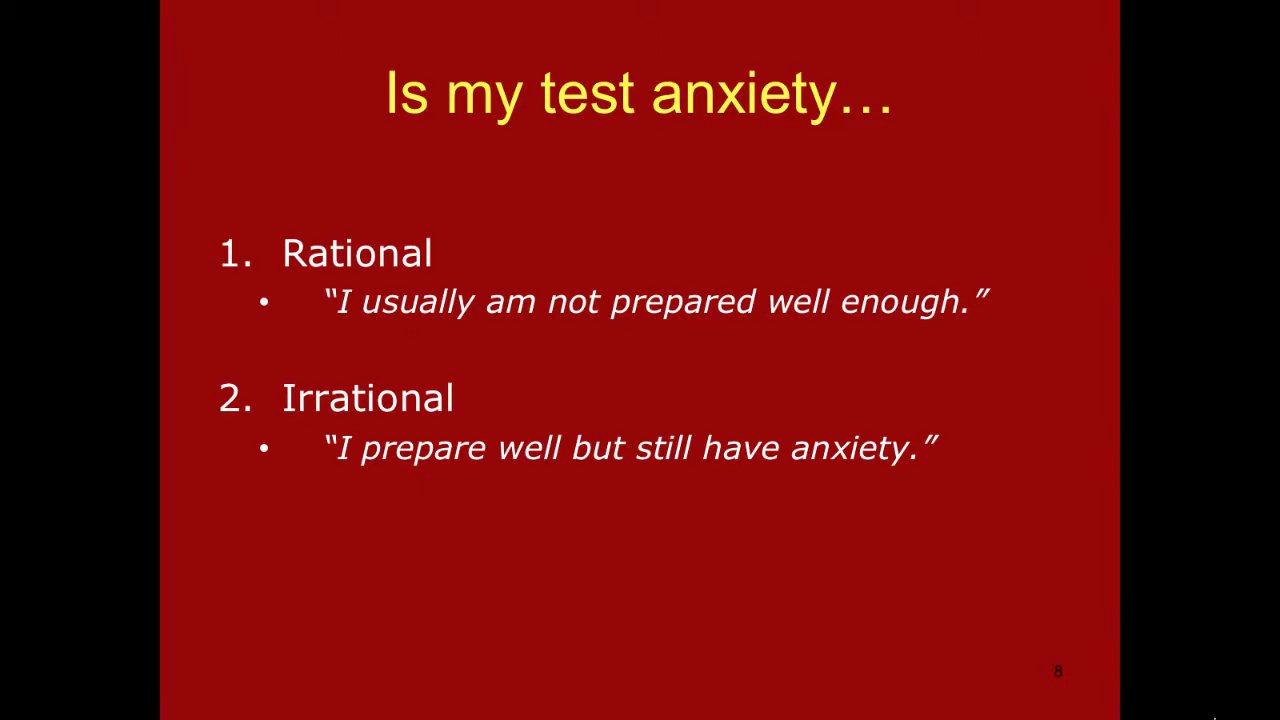 Is my test anxiety…
1. Rational
• “I usually am not prepared well enough.”
2. Irrational
• “I prepare well but still have anxiety.”
8